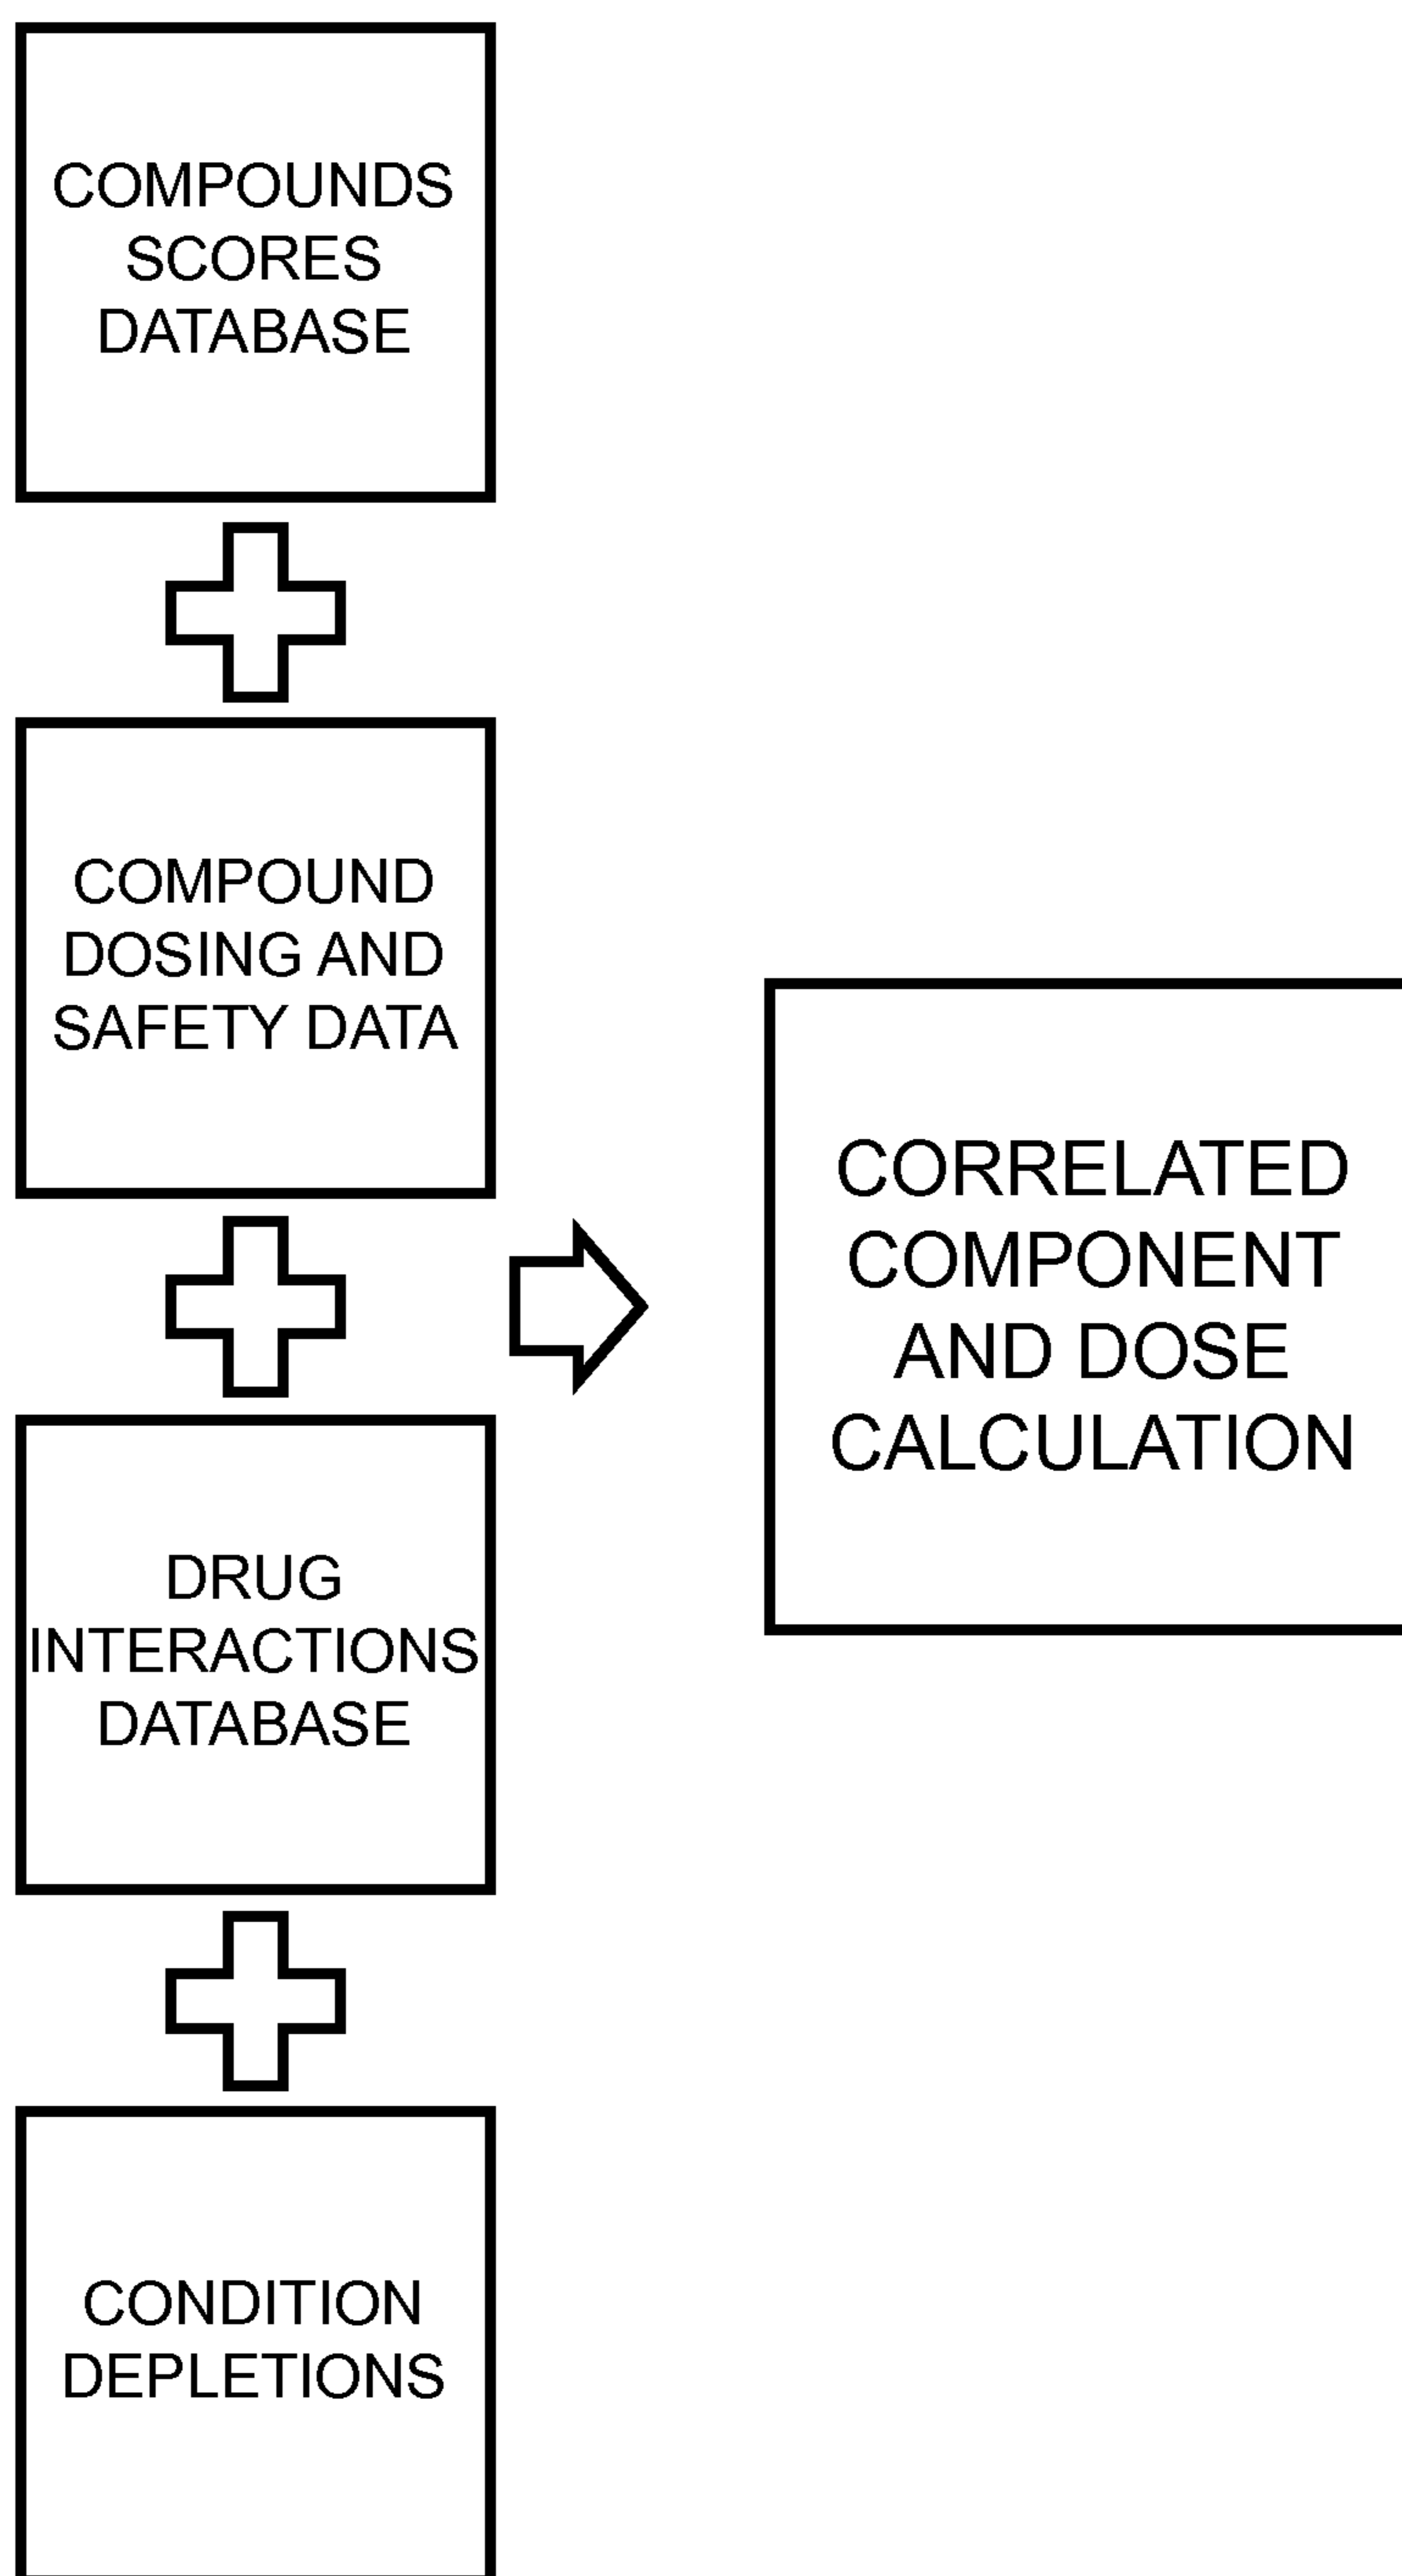 COMPOUNDS
SCORES
DATABASE
COMPOUND
DOSING AND
SAFETY DATA
DRUG
INTERACTIONS
DATABASE
CONDITION
DEPLETIONS
CORRELATED
COMPONENT
AND DOSE
CALCULATION